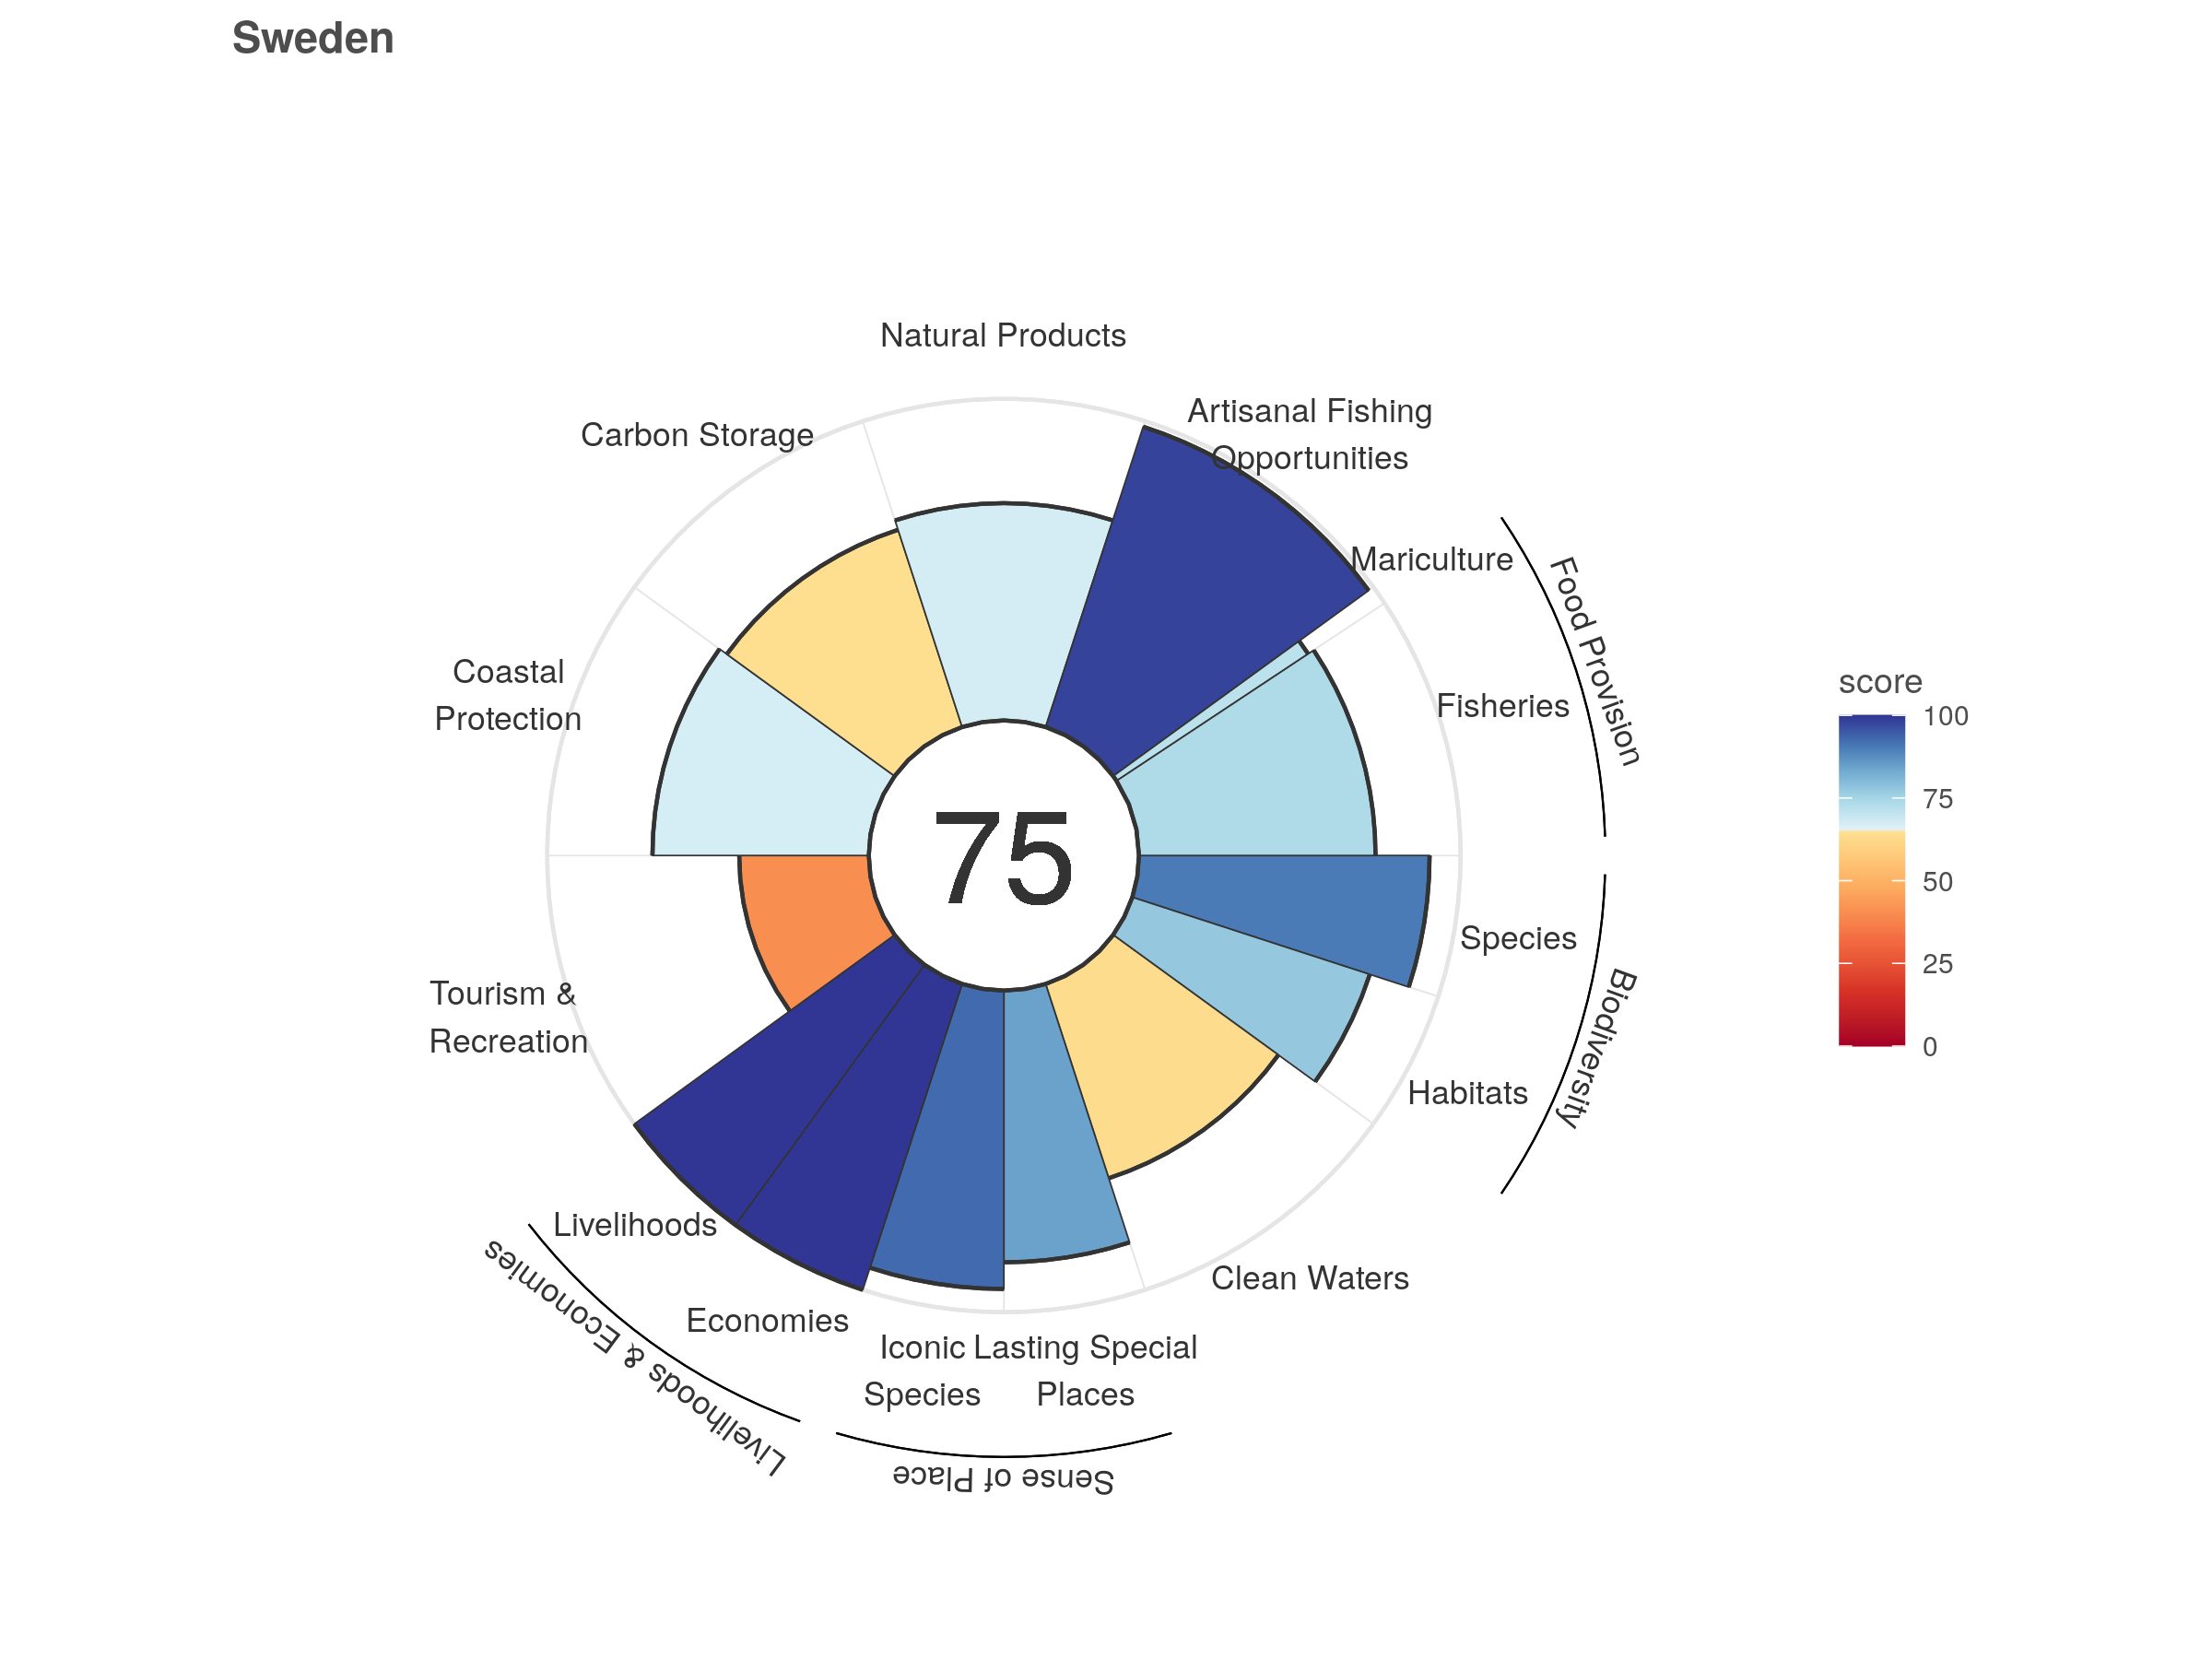 Sweden
Natural Products
Artisanal Fishing
Opportunities
Carbon Storage
Mariculture
Food Provision
Fisheries
Coastal
Protection
score
100
75
50
25
0
75
Species
Biodiversity
Habitats
Tourism &
Recreation
Livelihoods
Clean Waters
Economies
Iconic
Species
Lasting Special
Places
Livelihoods & Economies
Sense of Place